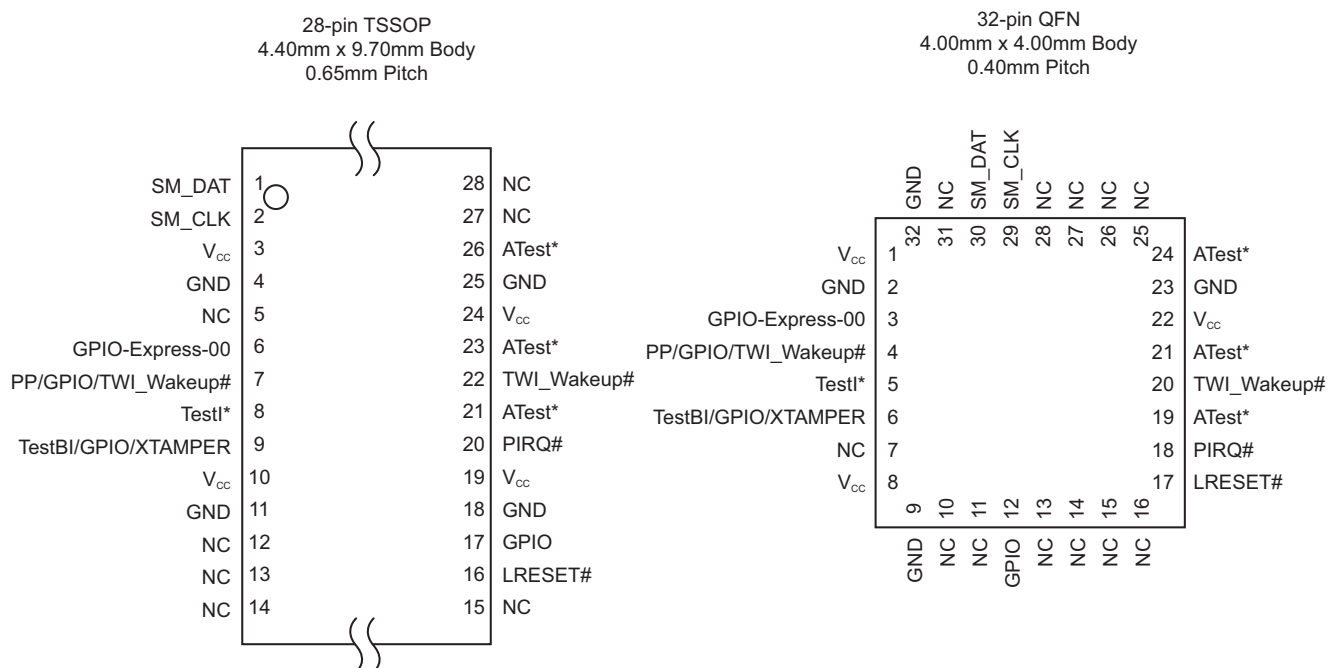 28-pin TSSOP
4.40mm x 9.70mm Body
0.65mm Pitch
SM_DAT 1 28 NC
SM_CLK 2 27 NC
Vcc 3 26 ATest*
GND 4 25 GND
NC 5 24 Vcc
GPIO-Express-00 6 23 ATest*
PP/GPIO/TWI_Wakeup# 7 22 TWI_Wakeup#
TestI* 8 21 ATest*
TestBI/GPIO/XTAMPER 9 20 PIRQ#
Vcc 10 19 Vcc
GND 11 18 GND
NC 12 17 GPIO
NC 13 16 LRESET#
NC 14 15 NC
32-pin QFN
4.00mm x 4.00mm Body
0.40mm Pitch
GND NC SM_DAT SM_CLK NC NC NC NC
32 31 30 29 28 27 26 25
Vcc 1 24 ATest*
GND 2 23 GND
GPIO-Express-00 3 22 Vcc
PP/GPIO/TWI_Wakeup# 4 21 ATest*
TestI* 5 20 TWI_Wakeup#
TestBI/GPIO/XTAMPER 6 19 ATest*
NC 7 18 PIRQ#
Vcc 8 17 LRESET#
9 10 11 12 13 14 15 16
GND NC NC GPIO NC NC NC NC